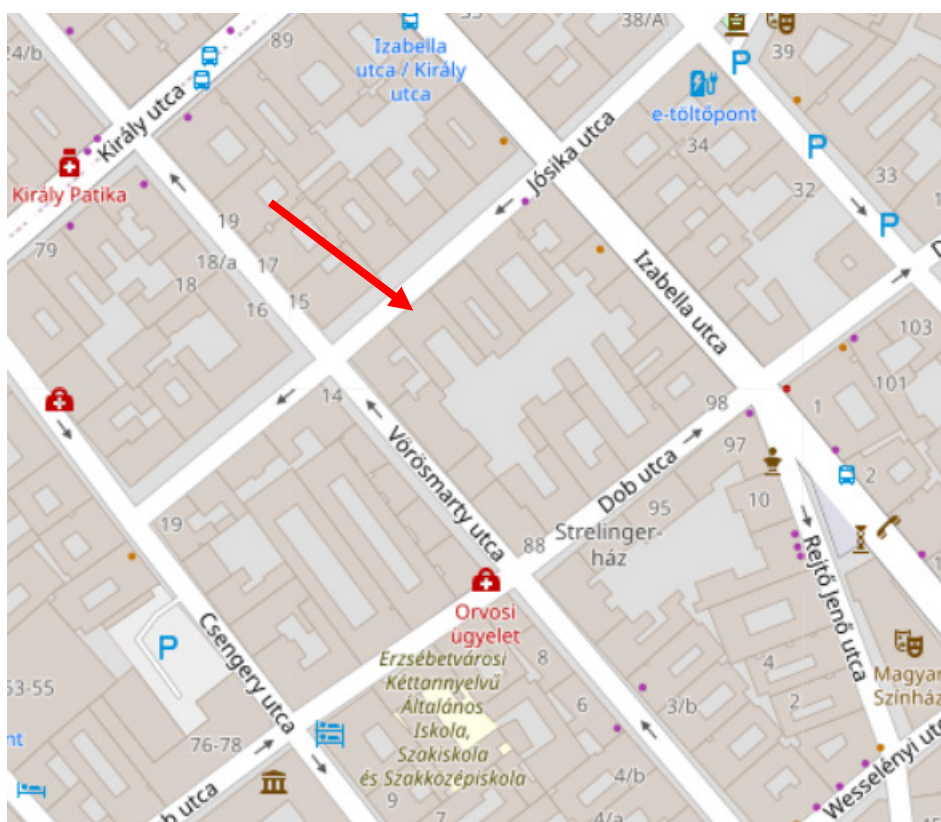 24/b
89
Izabella
utca / Király
utca
38/A
39
Király utca
e-töltőpont
34
Jósika utca
33
32
Király Patika
79
19
18/a
17
18
16
15
Izabella utca
103
101
14
98
1
97
2
Vörösmarty utca
Dob utca
10
95
19
88
Strelinger-
ház
Rejtő Jenő utca
Orvosi
ügyelet
Csengery utca
Erzsébetvárosi
Kéttannyelvű
Általános
Iskola,
Szakiskola
és Szakközépiskola
8
6
4
2
3/b
Magyar
Színház
53-55
76-78
4/b
Wesselényi
9
7
4/a